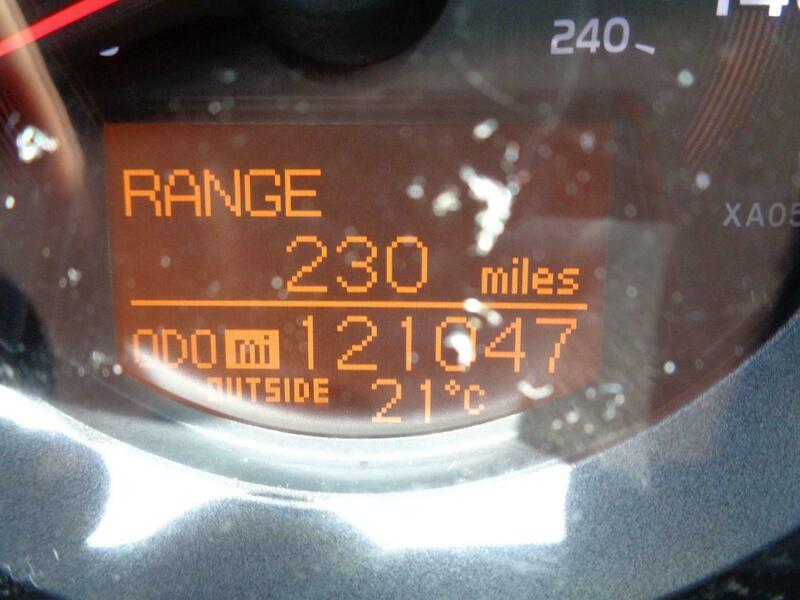 240
RANGE
230 miles
ODO mi 121047
OUTSIDE 21°C